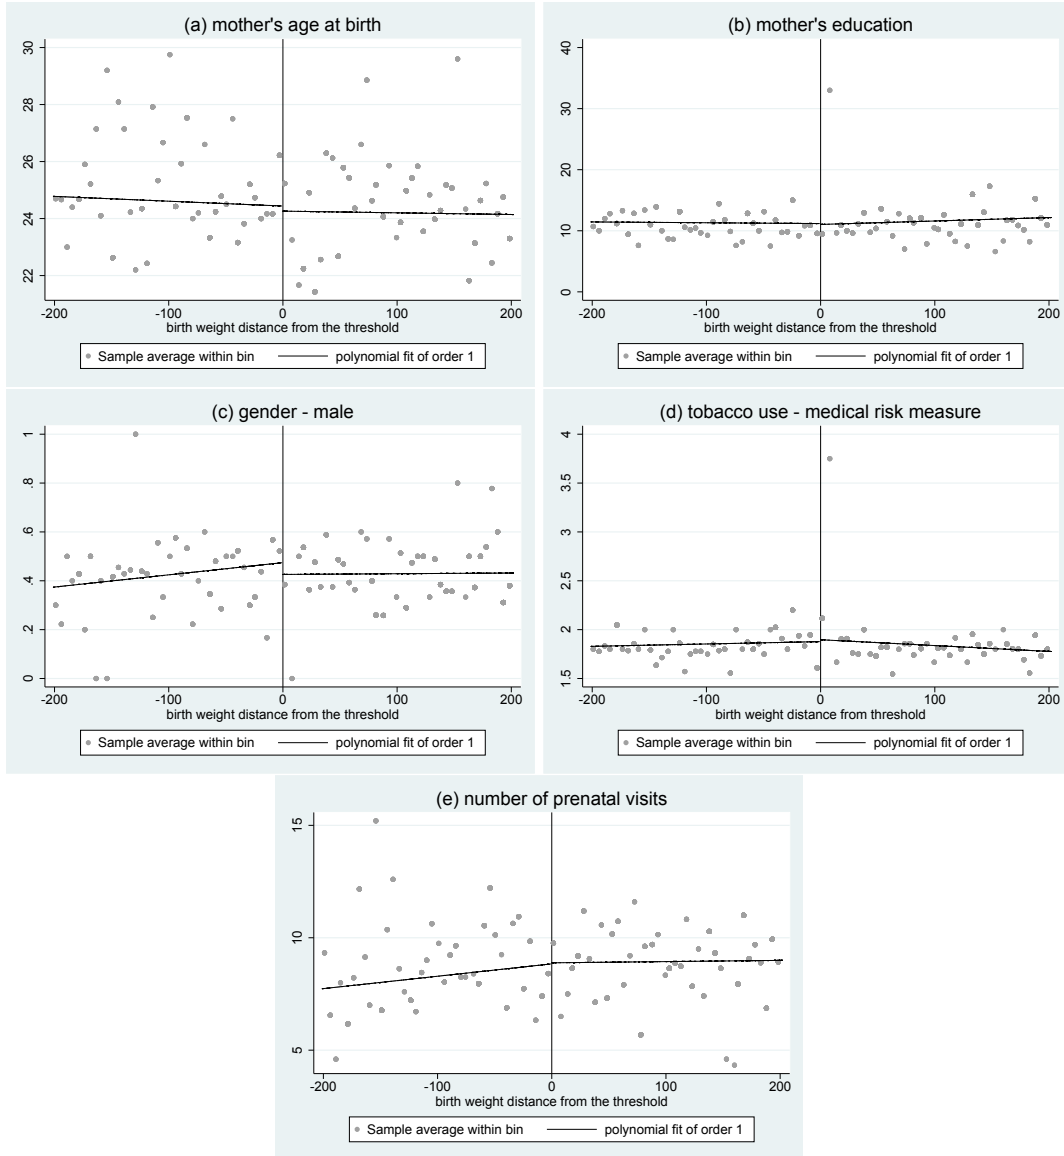 (a) mother's age at birth
30
28
26
24
22
-200 -100 0 100 200
birth weight distance from the threshold
Sample average within bin polynomial fit of order 1
(b) mother's education
40
30
20
10
0
-200 -100 0 100 200
birth weight distance from the threshold
Sample average within bin polynomial fit of order 1
(c) gender - male
1
.8
.6
.4
.2
0
-200 -100 0 100 200
birth weight distance from the threshold
Sample average within bin polynomial fit of order 1
(d) tobacco use - medical risk measure
4
3.5
3
2.5
2
1.5
-200 -100 0 100 200
birth weight distance from the threshold
Sample average within bin polynomial fit of order 1
(e) number of prenatal visits
15
10
5
-200 -100 0 100 200
birth weight distance from the threshold
Sample average within bin polynomial fit of order 1